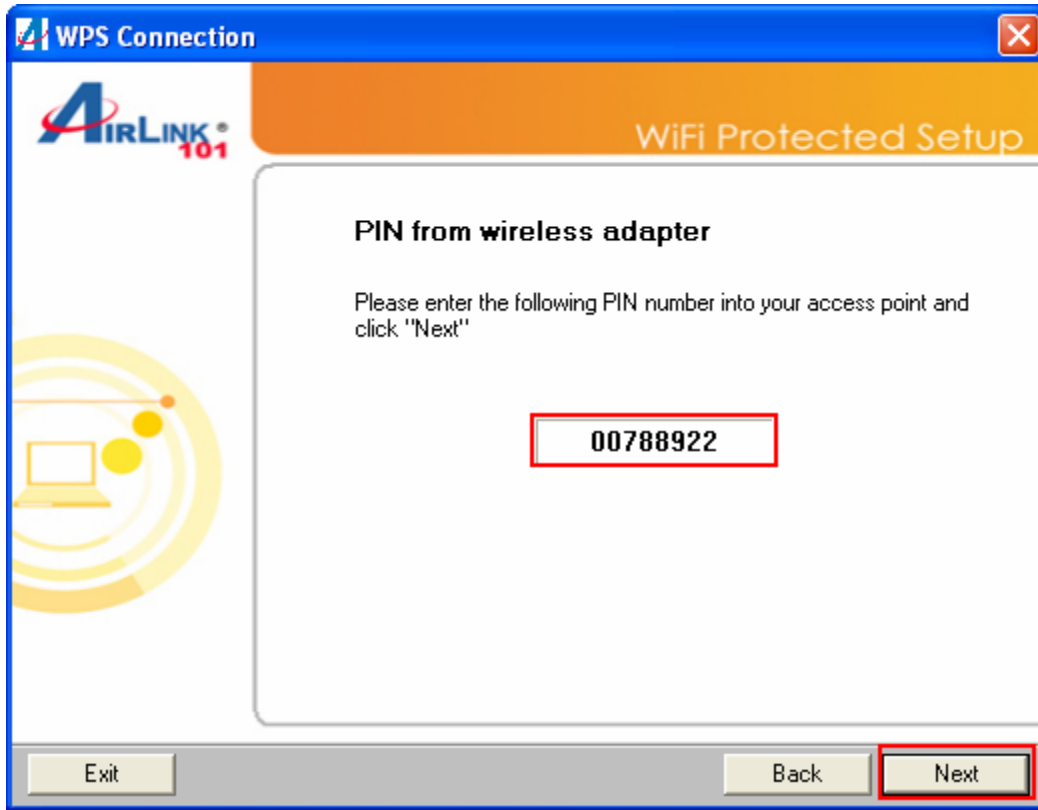 WPS Connection
AIRLINK ®
101
WiFi Protected Setup
PIN from wireless adapter
Please enter the following PIN number into your access point and
click "Next"
00788922
Exit
Back
Next